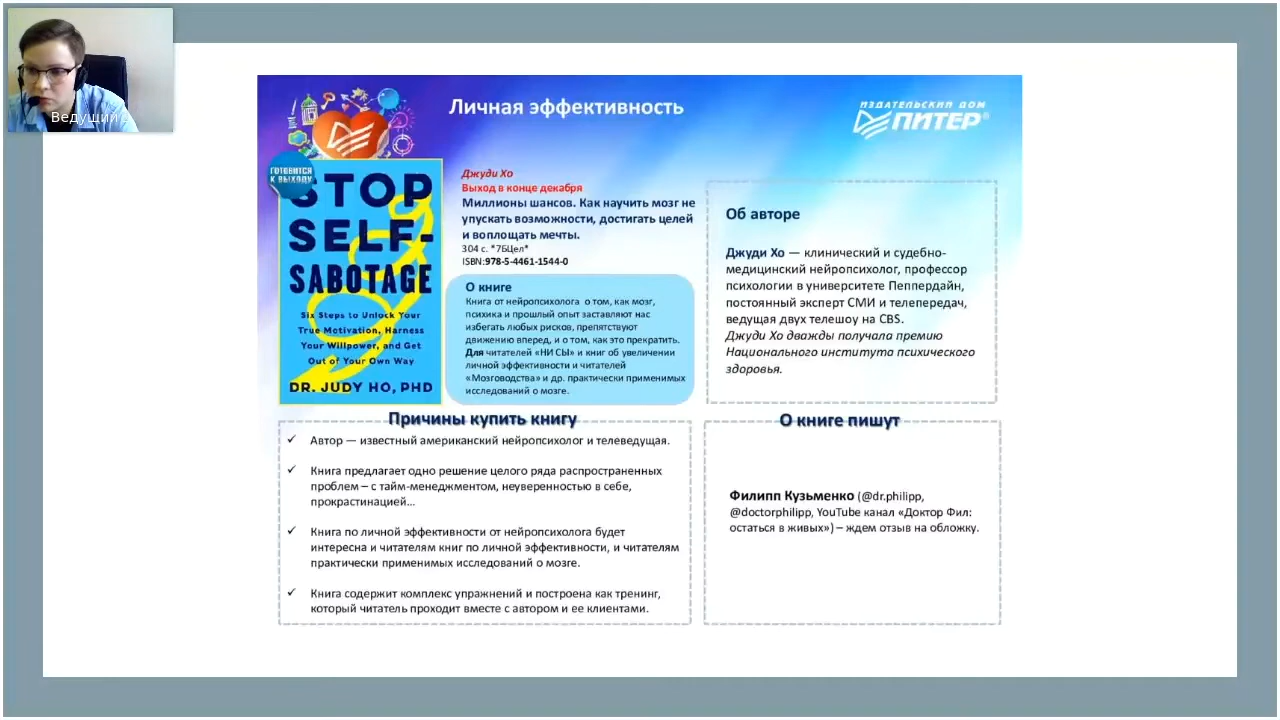 Ведущий
Личная эффективность
ИЗДАТЕЛЬСКИЙ ДОМ
ПИТЕР®
ГОТОВИТСЯ
К ВЫХОДУ
STOP
SELF-
SABOTAGE
Six Steps to Unlock Your
True Motivation, Harness
Your Willpower, and Get
Out of Your Own Way
DR. JUDY HO, PHD
Джуди Хо
Выход в конце декабря
Миллионы шансов. Как научить мозг не
упускать возможности, достигать целей
и воплощать мечты.
304 с. *7БЦел*
ISBN:978-5-4461-1544-0
О книге
Книга от нейропсихолога о том, как мозг,
психика и прошлый опыт заставляют нас
избегать любых рисков, препятствуют
движению вперед, и о том, как это прекратить.
Для читателей «НИ СЫ» и книг об увеличении
личной эффективности и читателей
«Мозговодства» и др. практически применимых
исследований о мозге.
Об авторе
Джуди Хо — клинический и судебно-
медицинский нейропсихолог, профессор
психологии в университете Пеппердайн,
постоянный эксперт СМИ и телепередач,
ведущая двух телешоу на CBS.
Джуди Хо дважды получала премию
Национального института психического
здоровья.
Причины купить книгу
✓ Автор — известный американский нейропсихолог и телеведущая.
✓ Книга предлагает одно решение целого ряда распространенных
проблем – с тайм-менеджментом, неуверенностью в себе,
прокрастинацией…
✓ Книга по личной эффективности от нейропсихолога будет
интересна и читателям книг по личной эффективности, и читателям
практически применимых исследований о мозге.
✓ Книга содержит комплекс упражнений и построена как тренинг,
который читатель проходит вместе с автором и ее клиентами.
О книге пишут
Филипп Кузьменко (@dr.philipp,
@doctorphilipp, YouTube канал «Доктор Фил:
остаться в живых») – ждем отзыв на обложку.